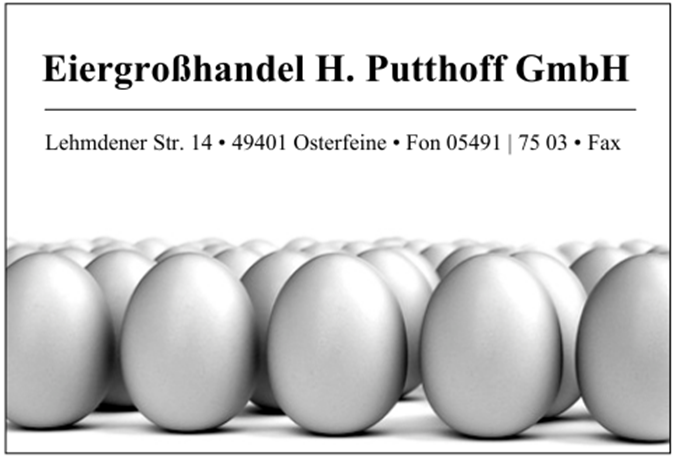 Eiergroßhandel H. Putthoff GmbH
Lehmdener Str. 14 • 49401 Osterfeine • Fon 05491 | 75 03 • Fax